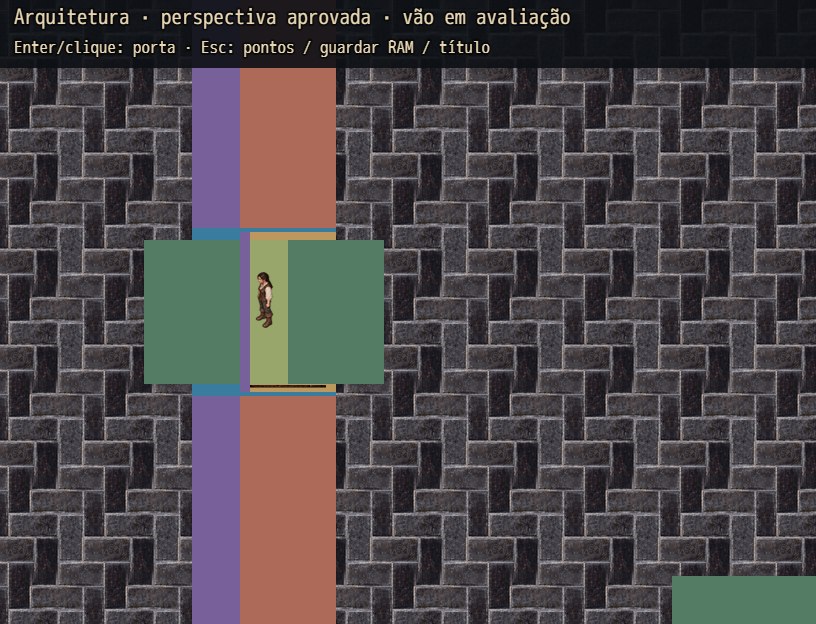 Arquitetura · perspectiva aprovada · vão em avaliação
Enter/clique: porta · Esc: pontos / guardar RAM / título